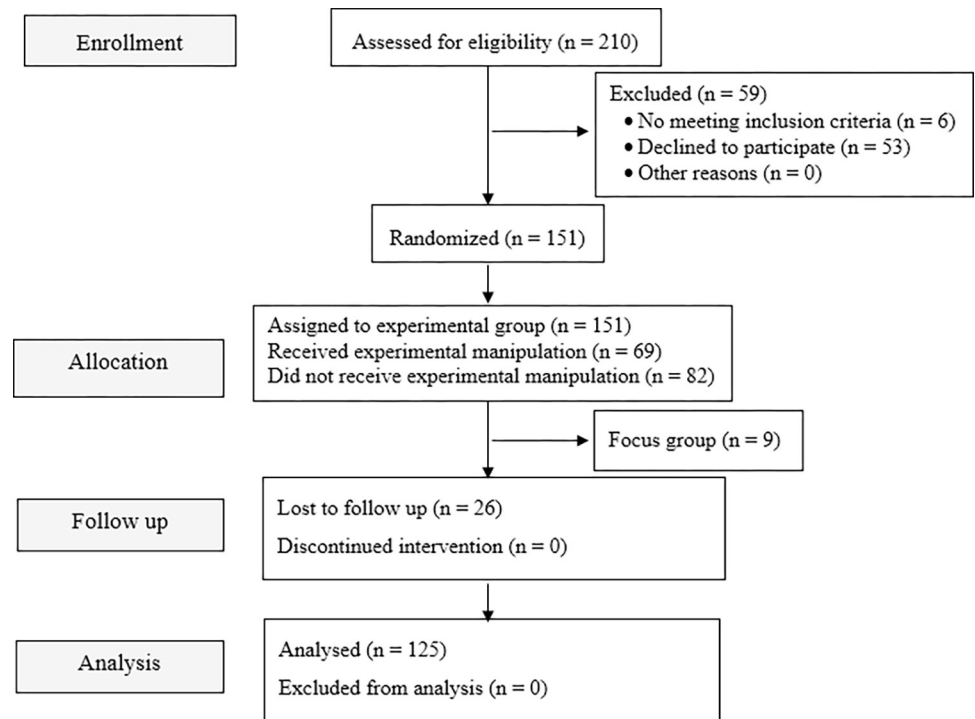 Enrollment
Assessed for eligibility (n = 210)
Excluded (n = 59)
• No meeting inclusion criteria (n = 6)
• Declined to participate (n = 53)
• Other reasons (n = 0)
Randomized (n = 151)
Allocation
Assigned to experimental group (n = 151)
Received experimental manipulation (n = 69)
Did not receive experimental manipulation (n = 82)
Focus group (n = 9)
Follow up
Lost to follow up (n = 26)
Discontinued intervention (n = 0)
Analysis
Analysed (n = 125)
Excluded from analysis (n = 0)